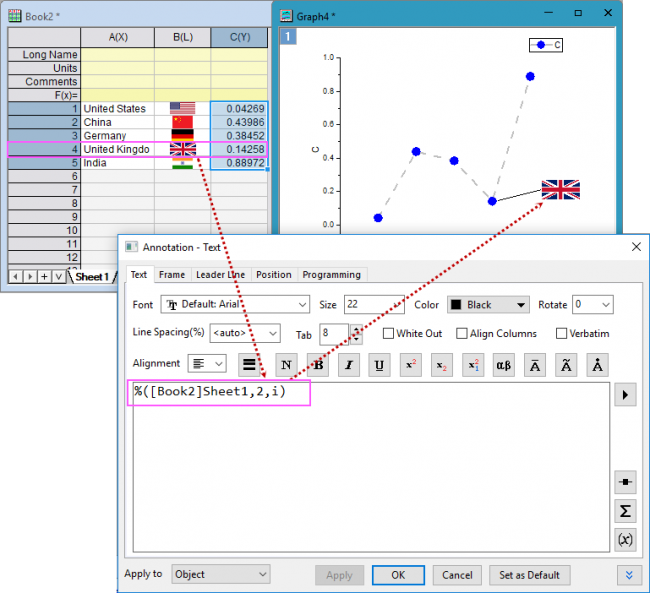 Book2 *
A(X) B(L) C(Y)
Long Name
Units
Comments
F(x)=
1 United States 0.04269
2 China 0.43986
3 Germany 0.38452
4 United Kingdo 0.14258
5 India 0.88972
6
7
8
9
10
11
12
Sheet1
Graph4 *
1
C
1.0
0.8
0.6
C
0.4
0.2
0.0
Annotation - Text
Text Frame Leader Line Position Programming
Font Default: Arial Size 22 Color Black Rotate 0
Line Spacing(%) <auto> Tab 8 White Out Align Columns Verbatim
Alignment N B I U x² x₂ x²₁ αβ A A A
%([Book2]Sheet1,2,i)
Σ
(x)
Apply to Object Apply OK Cancel Set as Default